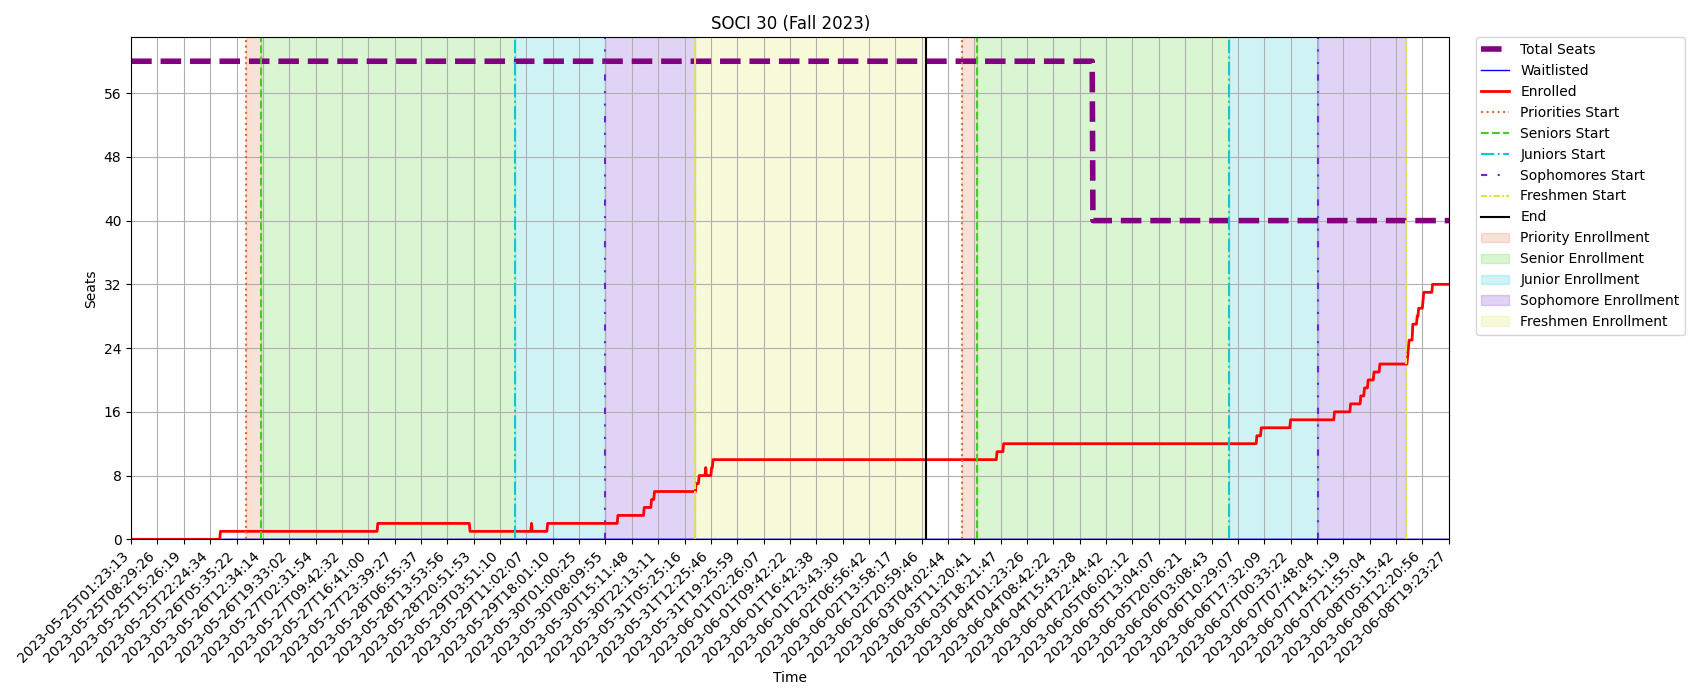 SOCI 30 (Fall 2023)
Seats
56
48
40
32
24
16
8
0
2023-05-25T01:23:13
2023-05-25T08:29:26
2023-05-25T15:26:19
2023-05-25T22:24:34
2023-05-26T05:35:22
2023-05-26T12:34:14
2023-05-26T19:33:02
2023-05-27T02:31:54
2023-05-27T09:42:32
2023-05-27T16:41:00
2023-05-27T23:39:27
2023-05-28T06:55:37
2023-05-28T13:53:56
2023-05-28T20:51:53
2023-05-29T03:51:10
2023-05-29T11:02:07
2023-05-29T18:01:10
2023-05-30T01:00:25
2023-05-30T08:09:55
2023-05-30T15:11:48
2023-05-30T22:13:11
2023-05-31T05:25:16
2023-05-31T12:25:46
2023-05-31T19:25:59
2023-06-01T02:26:07
2023-06-01T09:42:22
2023-06-01T16:42:38
2023-06-01T23:43:30
2023-06-02T06:56:42
2023-06-02T13:58:17
2023-06-02T20:59:46
2023-06-03T04:02:44
2023-06-03T11:20:41
2023-06-03T18:21:47
2023-06-04T01:23:26
2023-06-04T08:42:22
2023-06-04T15:43:28
2023-06-04T22:44:42
2023-06-05T06:02:12
2023-06-05T13:04:07
2023-06-05T20:06:21
2023-06-06T03:08:43
2023-06-06T10:29:07
2023-06-06T17:32:09
2023-06-07T00:33:22
2023-06-07T07:48:04
2023-06-07T14:51:19
2023-06-07T21:55:04
2023-06-08T05:15:42
2023-06-08T12:20:56
2023-06-08T19:23:27
Time
Total Seats
Waitlisted
Enrolled
Priorities Start
Seniors Start
Juniors Start
Sophomores Start
Freshmen Start
End
Priority Enrollment
Senior Enrollment
Junior Enrollment
Sophomore Enrollment
Freshmen Enrollment